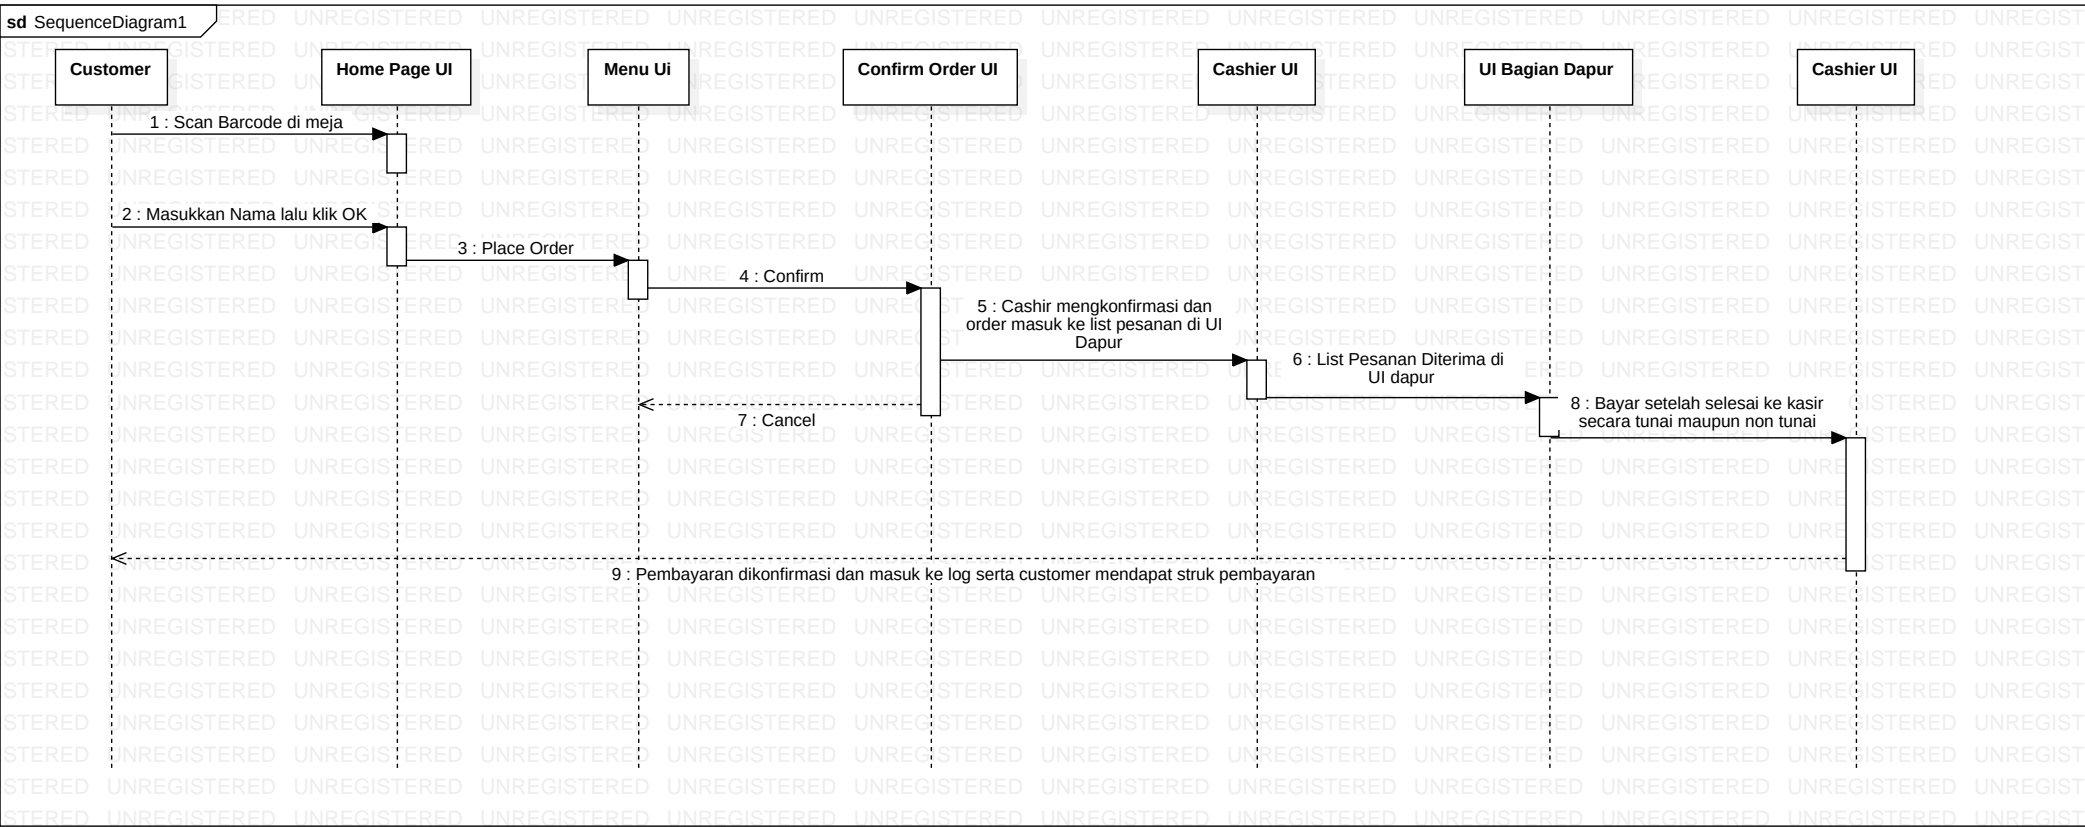 sd SequenceDiagram1
Customer
Home Page UI
Menu Ui
Confirm Order UI
Cashier UI
UI Bagian Dapur
Cashier UI
1 : Scan Barcode di meja
2 : Masukkan Nama lalu klik OK
3 : Place Order
4 : Confirm
5 : Cashir mengkonfirmasi dan
order masuk ke list pesanan di UI
Dapur
6 : List Pesanan Diterima di
UI dapur
7 : Cancel
8 : Bayar setelah selesai ke kasir
secara tunai maupun non tunai
9 : Pembayaran dikonfirmasi dan masuk ke log serta customer mendapat struk pembayaran
UNREGISTERED